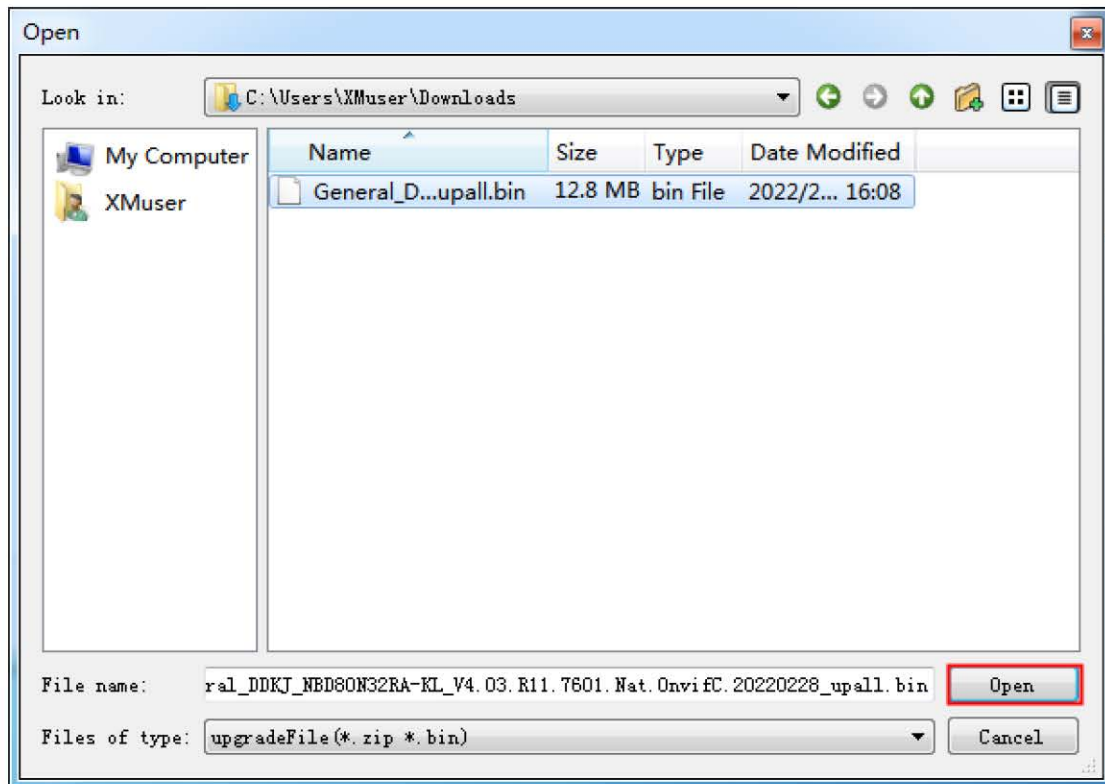 Open
Look in: C:\Users\XMuser\Downloads
My Computer
XMuser
Name Size Type Date Modified
General_D...upall.bin 12.8 MB bin File 2022/2... 16:08
File name: ral_DDKJ_NBD80N32RA-KL_V4.03.R11.7601.Nat.OnvifC.20220228_upall.bin Open
Files of type: upgradeFile(*.zip *.bin) Cancel